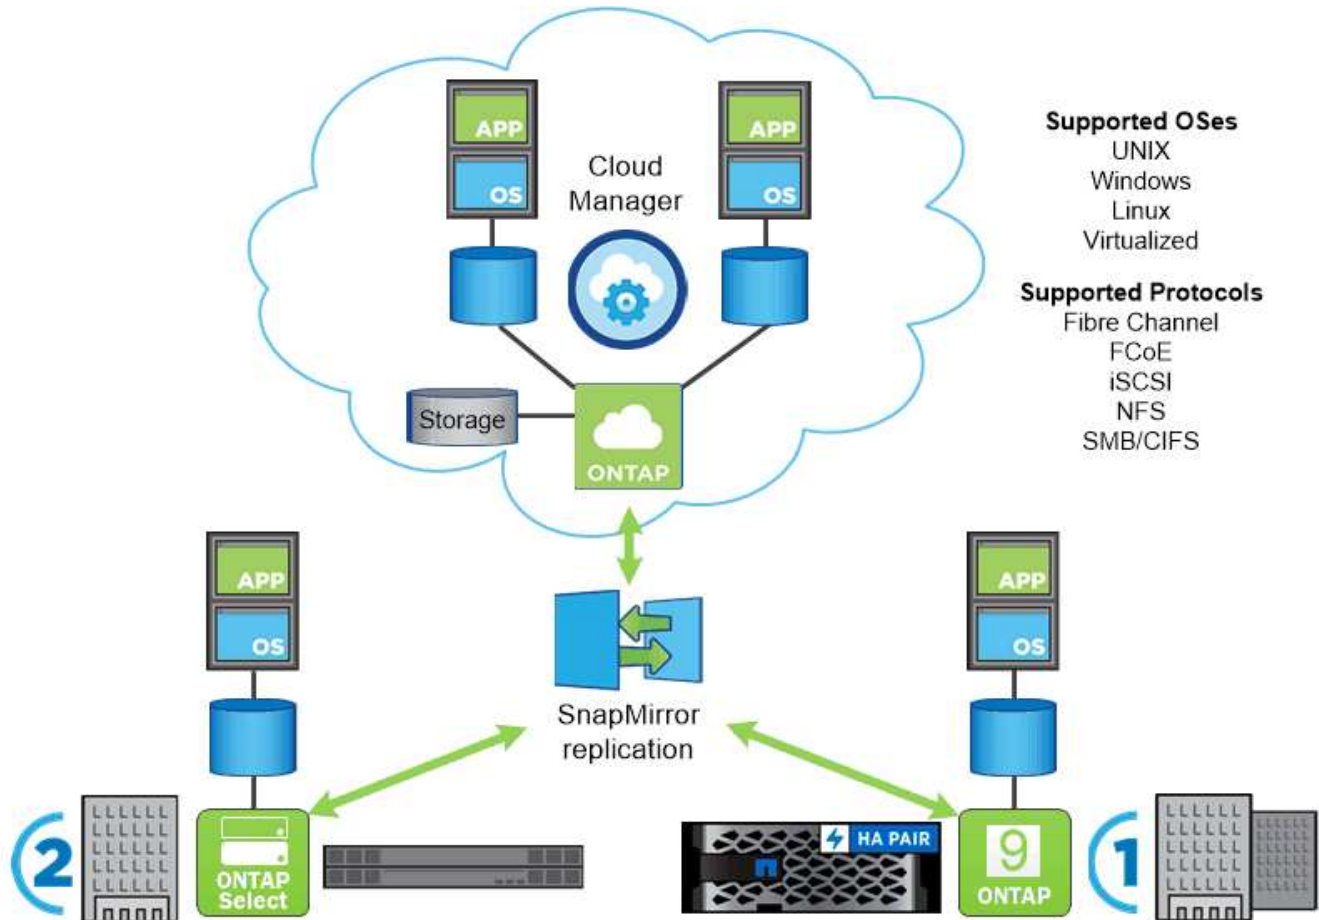 APP
OS
APP
OS
Cloud
Manager
Storage
ONTAP
Supported OSes
UNIX
Windows
Linux
Virtualized
Supported Protocols
Fibre Channel
FCoE
iSCSI
NFS
SMB/CIFS
APP
OS
SnapMirror
replication
APP
OS
2
ONTAP
Select
HA PAIR
9
ONTAP
1